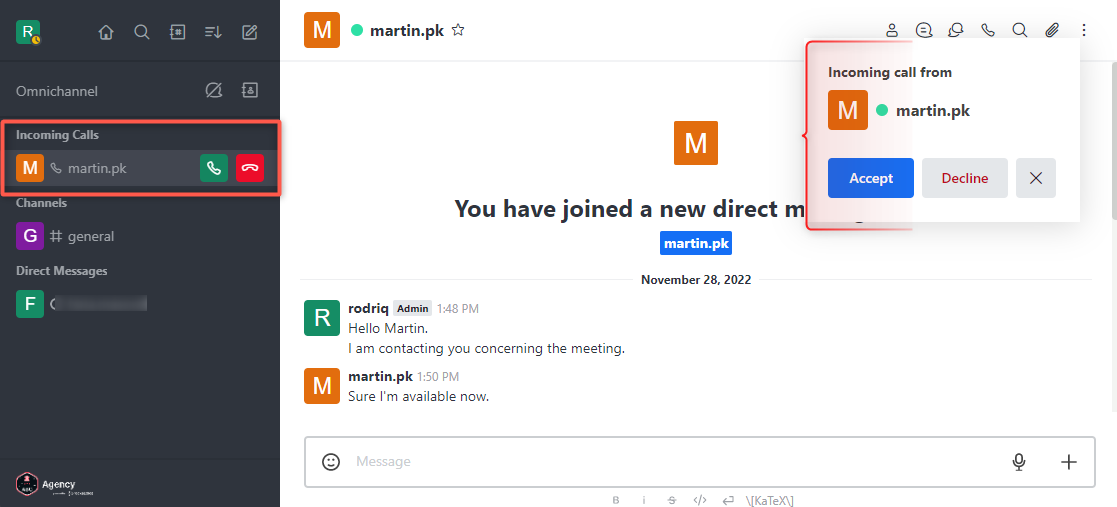 R
Omnichannel
Incoming Calls
M martin.pk
Channels
G # general
Direct Messages
F
Agency
M martin.pk
Incoming call from
M martin.pk
Accept Decline
M
You have joined a new direct m
martin.pk
November 28, 2022
R rodriq Admin 1:48 PM
Hello Martin.
I am contacting you concerning the meeting.
M martin.pk 1:50 PM
Sure I'm available now.
Message
B i S </> \[KaTeX\]